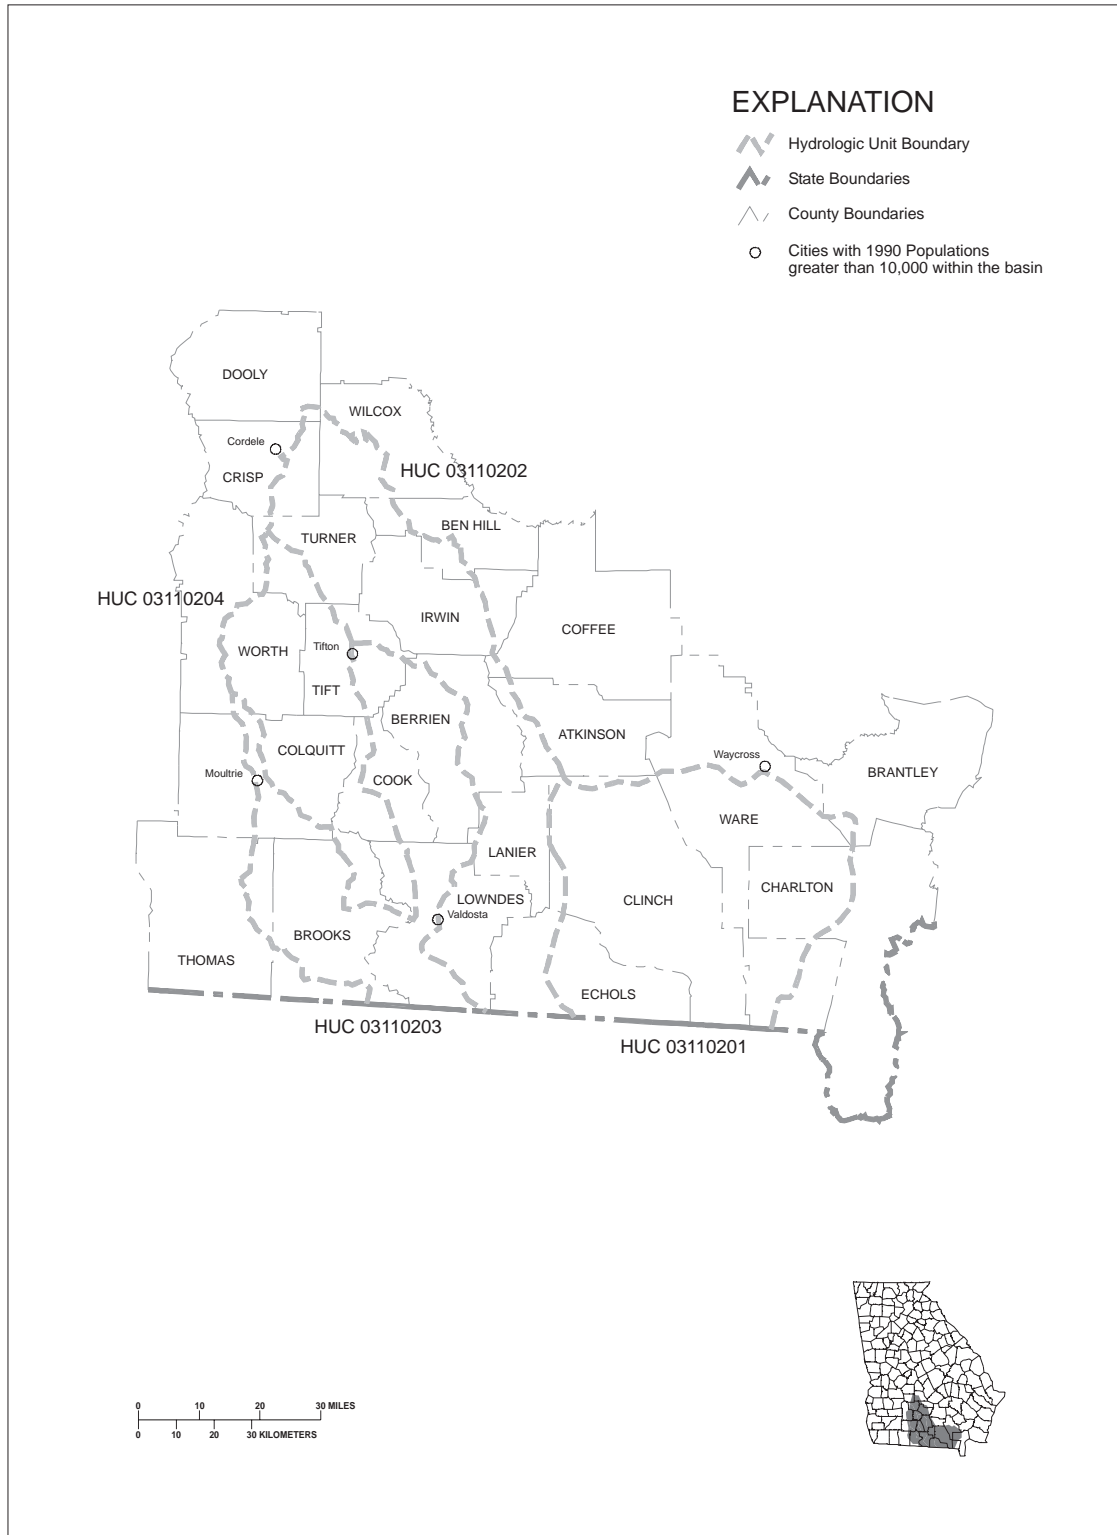 EXPLANATION
Hydrologic Unit Boundary
State Boundaries
County Boundaries
Cities with 1990 Populations
greater than 10,000 within the basin
DOOLY
WILCOX
Cordele
HUC 03110202
CRISP
BEN HILL
TURNER
HUC 03110204
IRWIN
COFFEE
Tifton
WORTH
TIFT
BERRIEN
ATKINSON
COLQUITT
Waycross
Moultrie
COOK
BRANTLEY
WARE
LANIER
CHARLTON
LOWNDES
CLINCH
Valdosta
BROOKS
THOMAS
ECHOLS
HUC 03110203
HUC 03110201
0 10 20 30 MILES
0 10 20 30 KILOMETERS